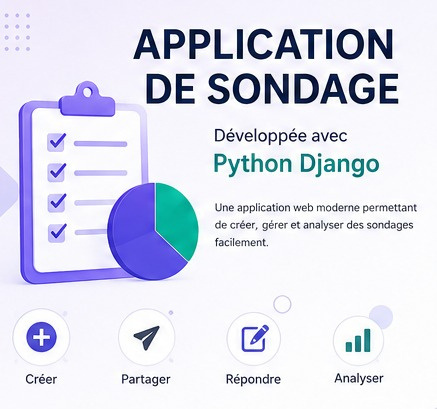 APPLICATION
DE SONDAGE
Développée avec
Python Django
Une application web moderne permettant
de créer, gérer et analyser des sondages
facilement.
Créer
Partager
Répondre
Analyser